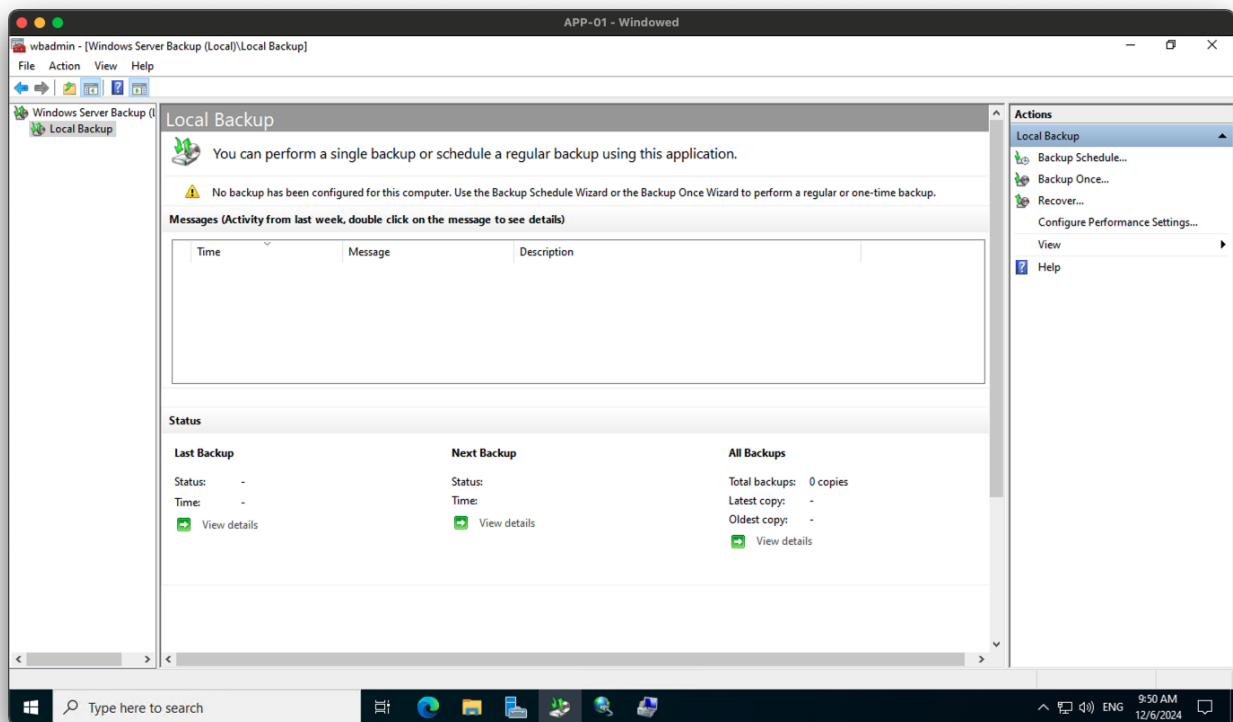 APP-01 - Windowed
wbadmin - [Windows Server Backup (Local)\Local Backup]
File Action View Help
Windows Server Backup (L
Local Backup
Local Backup
You can perform a single backup or schedule a regular backup using this application.
No backup has been configured for this computer. Use the Backup Schedule Wizard or the Backup Once Wizard to perform a regular or one-time backup.
Messages (Activity from last week, double click on the message to see details)
Time Message Description
Status
Last Backup
Status: -
Time: -
View details
Next Backup
Status:
Time:
View details
All Backups
Total backups: 0 copies
Latest copy: -
Oldest copy: -
View details
Actions
Local Backup
Backup Schedule...
Backup Once...
Recover...
Configure Performance Settings...
View
Help
Type here to search
ENG
9:50 AM
12/6/2024